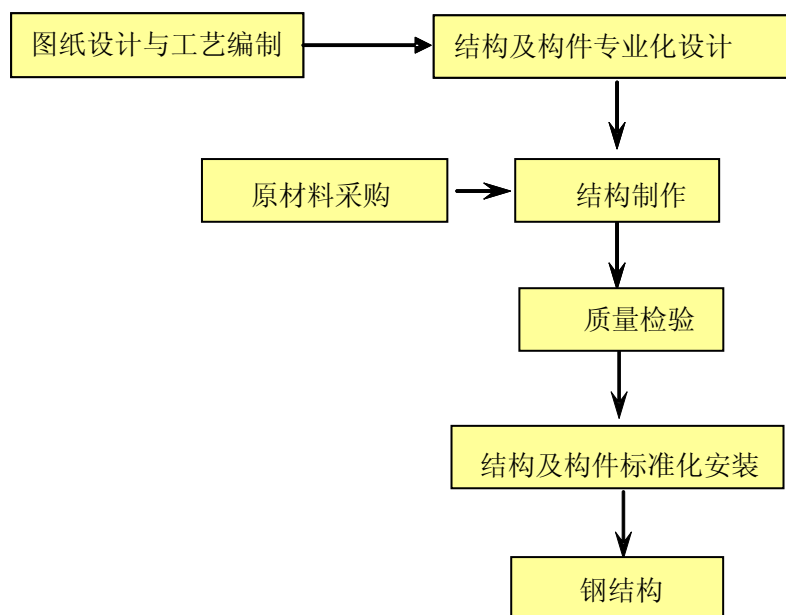 图纸设计与工艺编制
结构及构件专业化设计
原材料采购
结构制作
质量检验
结构及构件标准化安装
钢结构